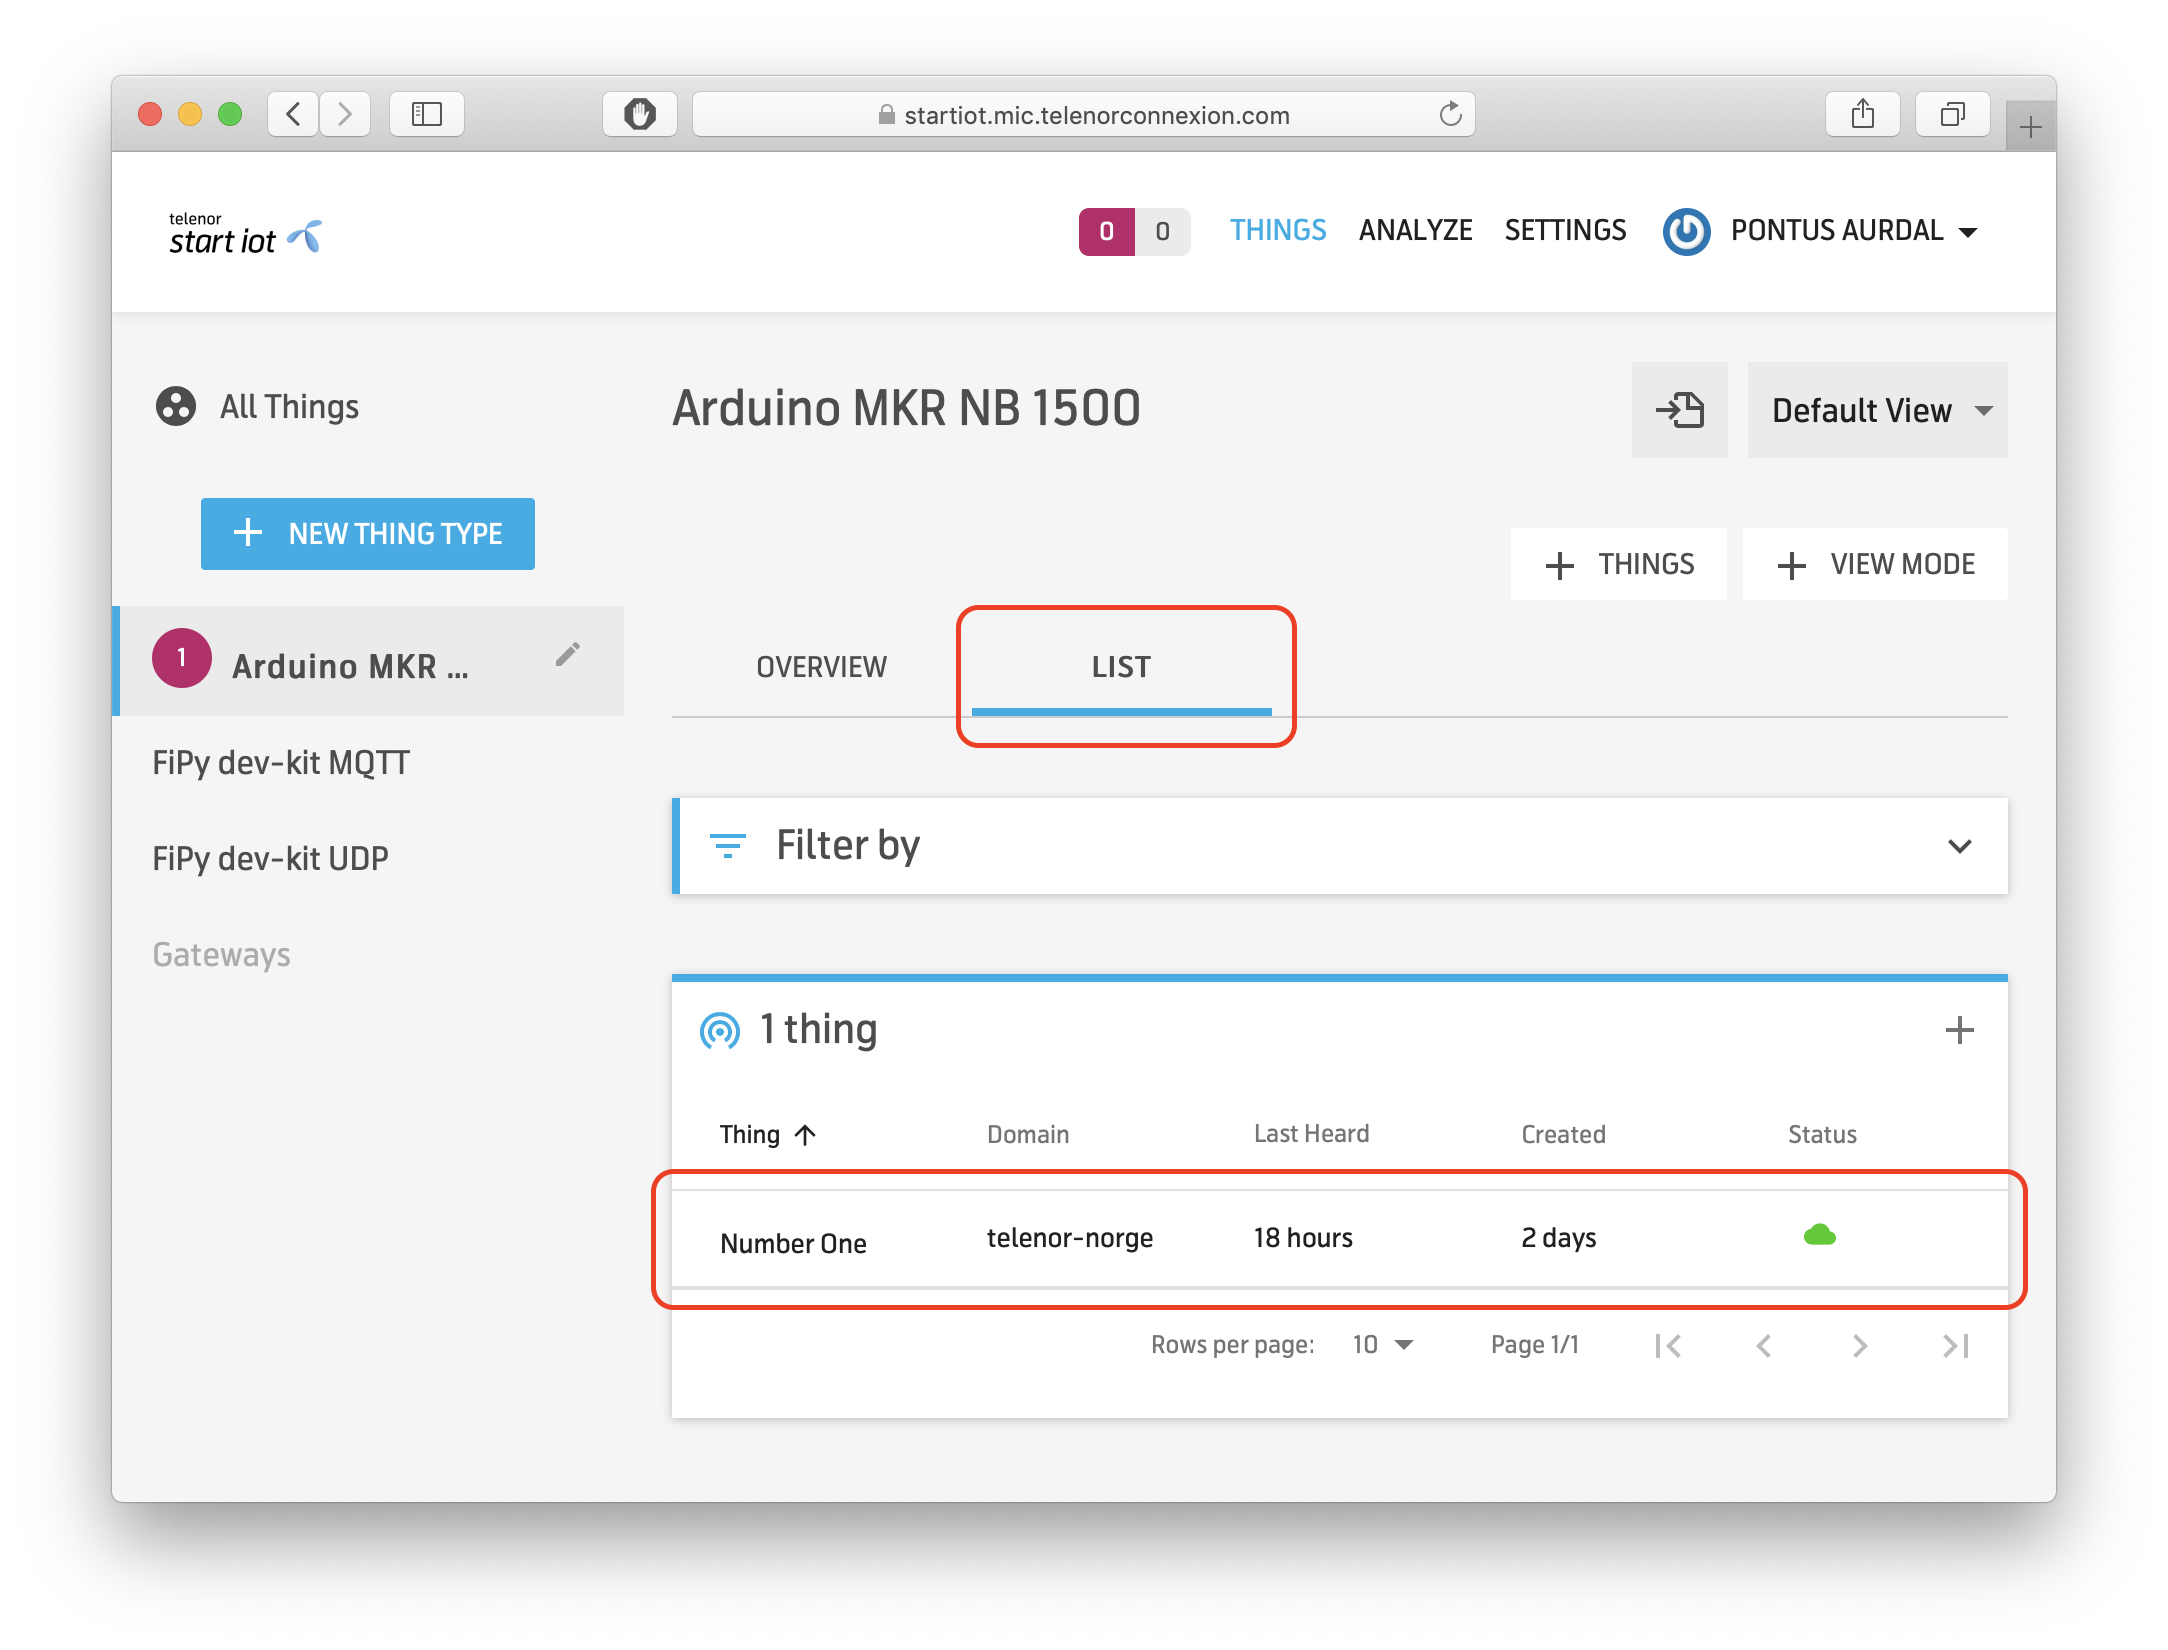 startiot.mic.telenorconnexion.com
telenor
start iot
0 0 THINGS ANALYZE SETTINGS PONTUS AURDAL
All Things
Arduino MKR NB 1500
Default View
NEW THING TYPE
THINGS VIEW MODE
1 Arduino MKR ...
OVERVIEW LIST
FiPy dev-kit MQTT
FiPy dev-kit UDP
Gateways
Filter by
1 thing
Thing Domain Last Heard Created Status
Number One telenor-norge 18 hours 2 days
Rows per page: 10 Page 1/1